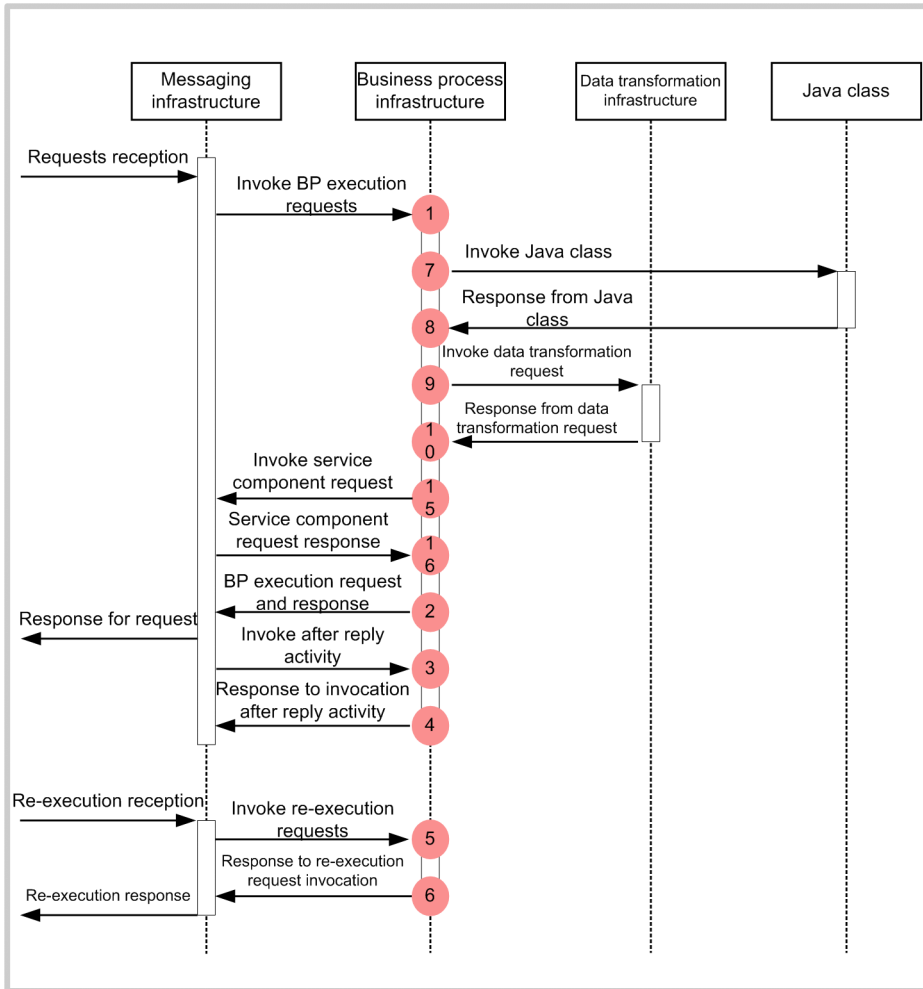 Messaging
infrastructure
Business process
infrastructure
Data transformation
infrastructure
Java class
Requests reception
Invoke BP execution
requests
1
Invoke Java class
7
Response from Java
class
8
Invoke data transformation
request
9
Response from data
transformation request
1
0
Invoke service
component request
1
5
Service component
request response
1
6
BP execution request
and response
2
Response for request
Invoke after reply
activity
3
Response to invocation
after reply activity
4
Re-execution reception
Invoke re-execution
requests
5
Response to re-execution
request invocation
6
Re-execution response